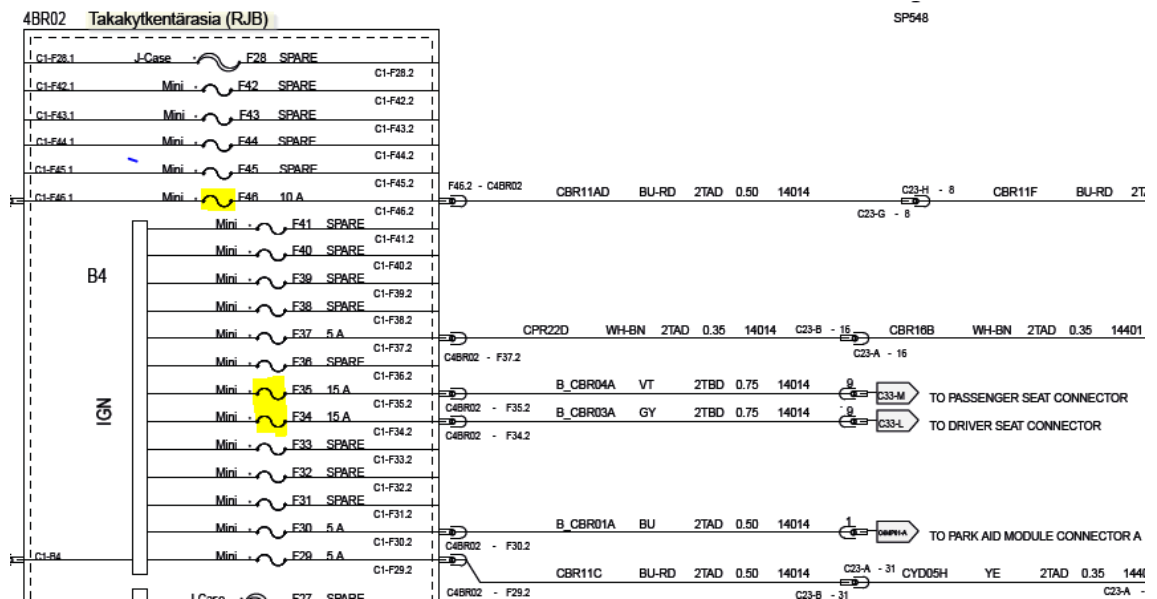 4BR02 Takakytkentärasia (RJB) SP548
C1-F28.1 J-Case F28 SPARE C1-F28.2
C1-F42.1 Mini F42 SPARE C1-F42.2
C1-F43.1 Mini F43 SPARE C1-F43.2
C1-F44.1 Mini F44 SPARE C1-F44.2
C1-F45.1 Mini F45 SPARE C1-F45.2
F46.2 - C4BR02
C1-F46.1 Mini F46 10 A C1-F46.2
CBR11AD BU-RD 2TAD 0.50 14014 C23-H - 8 CBR11F BU-RD
C23-G - 8
Mini F41 SPARE C1-F41.2
B4
Mini F40 SPARE C1-F40.2
Mini F39 SPARE C1-F39.2
Mini F38 SPARE C1-F38.2
Mini F37 5 A C1-F37.2
CPR22D WH-BN 2TAD 0.35 14014 C23-B - 16 CBR16B WH-BN 2TAD 0.35 14401
C4BR02 - F37.2 C23-A - 16
Mini F36 SPARE C1-F36.2
IGN
Mini F35 15 A C1-F35.2
B_CBR04A VT 2TBD 0.75 14014 9 C33-M TO PASSENGER SEAT CONNECTOR
C4BR02 - F35.2
Mini F34 15 A C1-F34.2
B_CBR03A GY 2TBD 0.75 14014 9 C33-L TO DRIVER SEAT CONNECTOR
C4BR02 - F34.2
Mini F33 SPARE C1-F33.2
Mini F32 SPARE C1-F32.2
Mini F31 SPARE C1-F31.2
Mini F30 5 A C1-F30.2
B_CBR01A BU 2TAD 0.50 14014 1 TO PARK AID MODULE CONNECTOR A
C4BR02 - F30.2
C1-B4 Mini F29 5 A C1-F29.2
CBR11C BU-RD 2TAD 0.50 14014 C23-A - 31 CYD05H YE 2TAD 0.35
C4BR02 - F29.2 C23-B - 31 C23-A -
J-Case F27 SPARE